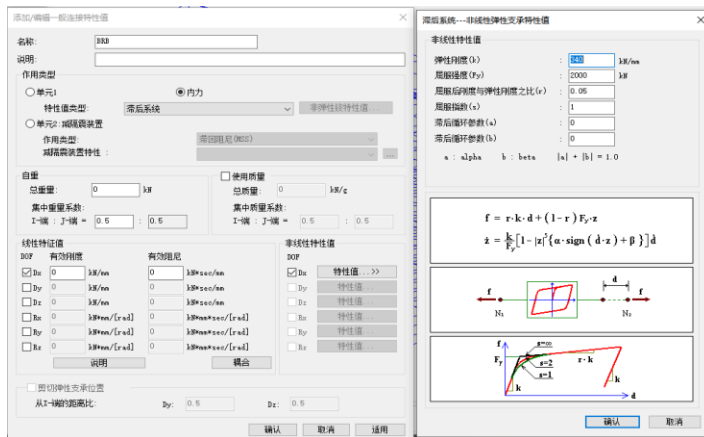 添加/编辑一般连接特性值
名称: BRB
说明:
作用类型
单元1 内力
特性值类型: 滞后系统 非弹性铰特性值...
单元2:减隔震装置
作用类型: 滞回阻尼(MSS)
减隔震装置特性 : ...
自重
总重量: 0 kN
集中重量系数:
I-端 : J-端 = 0.5 : 0.5
使用质量
总质量: 0 kN/g
集中质量系数:
I-端 : J-端 = 0.5 : 0.5
线性特征值
DOF 有效刚度 有效阻尼
Dx 0 kN/mm 0 kN*sec/mm
Dy 0 kN/mm 0 kN*sec/mm
Dz 0 kN/mm 0 kN*sec/mm
Rx 0 kN*mm/[rad] 0 kN*mm*sec/[rad]
Ry 0 kN*mm/[rad] 0 kN*mm*sec/[rad]
Rz 0 kN*mm/[rad] 0 kN*mm*sec/[rad]
说明 耦合
非线性特性值
DOF
Dx 特性值...>>
Dy 特性值...
Dz 特性值...
Rx 特性值...
Ry 特性值...
Rz 特性值...
剪切弹性支承位置
从I-端的距离比: Dy: 0.5 Dz: 0.5
确认 取消 适用
滞后系统---非线性弹性支承特性值
非线性特性值
弹性刚度(k) : 340 kN/mm
屈服强度(Fy) : 2000 kN
屈服后刚度与弹性刚度之比(r) : 0.05
屈服指数(s) : 1
滞后循环参数(a) : 0
滞后循环参数(b) : 0
a : alpha b : beta |a| + |b| = 1.0
f = r·k·d + (1-r) Fy·z
ż = k/Fy [1-|z|^s {α·sign (ḋ·z) + β}] ḋ
d
f f
N₁ N₂
f
Fy
s=∞
s=2
s=1
r·k
k k
d
确认 取消